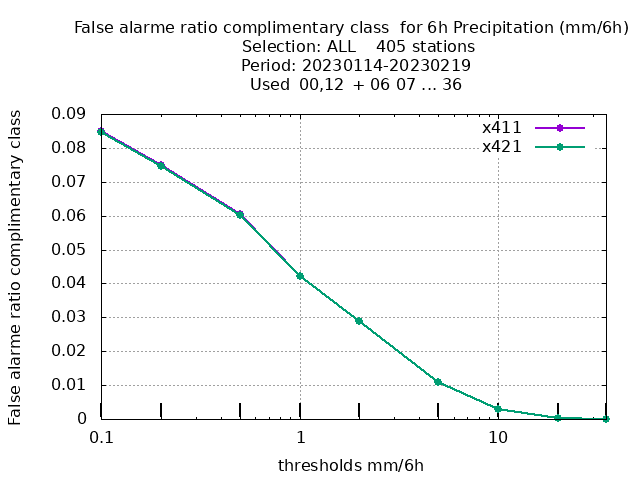 False alarme ratio complimentary class  for 6h Precipitation (mm/6h)
Selection: ALL    405 stations
Period: 20230114-20230219
Used  00,12  + 06 07 ... 36
x411
x421
0.09
0.08
0.07
0.06
0.05
0.04
0.03
0.02
0.01
0
False alarme ratio complimentary class
0.1 1 10
thresholds mm/6h